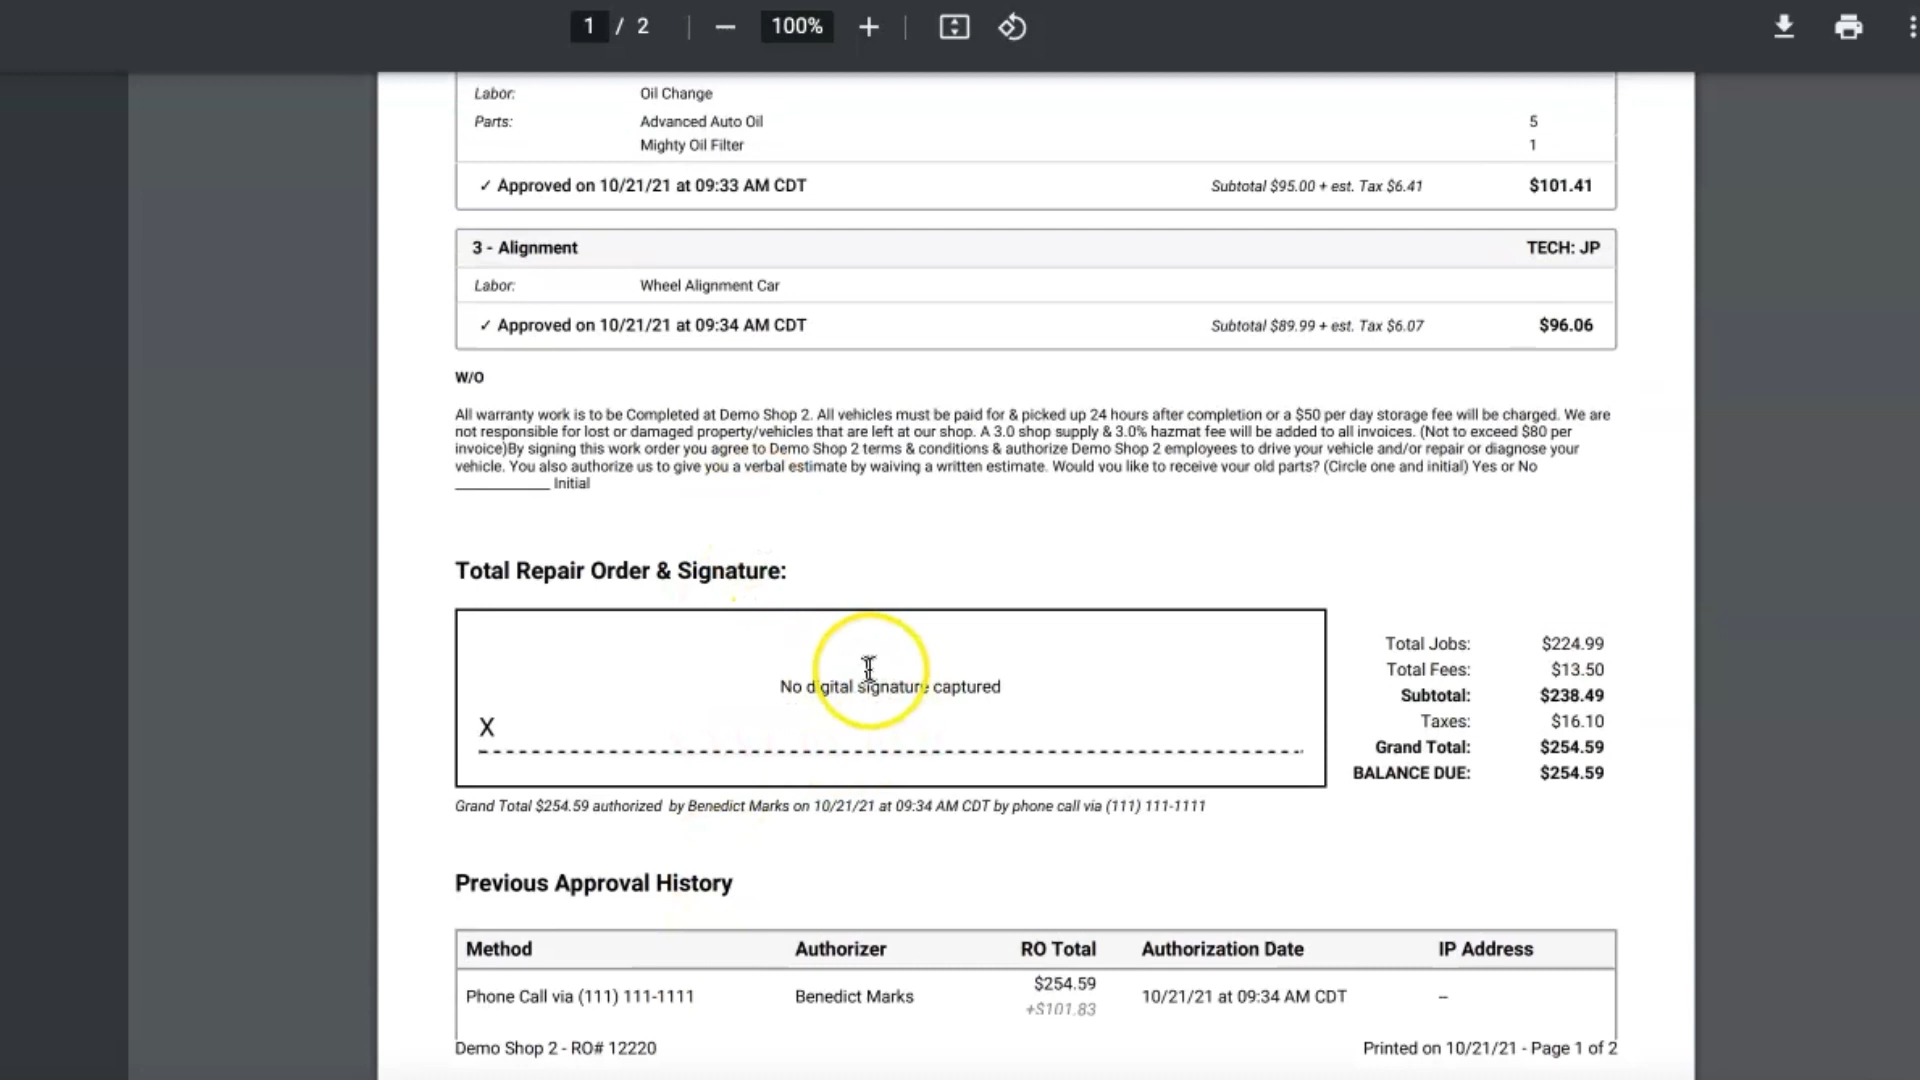 1 / 2 100%
Labor: Oil Change
Parts: Advanced Auto Oil 5
Mighty Oil Filter 1
✓ Approved on 10/21/21 at 09:33 AM CDT Subtotal $95.00 + est. Tax $6.41 $101.41
3 - Alignment TECH: JP
Labor: Wheel Alignment Car
✓ Approved on 10/21/21 at 09:34 AM CDT Subtotal $89.99 + est. Tax $6.07 $96.06
W/O
All warranty work is to be Completed at Demo Shop 2. All vehicles must be paid for & picked up 24 hours after completion or a $50 per day storage fee will be charged. We are
not responsible for lost or damaged property/vehicles that are left at our shop. A 3.0 shop supply & 3.0% hazmat fee will be added to all invoices. (Not to exceed $80 per
invoice)By signing this work order you agree to Demo Shop 2 terms & conditions & authorize Demo Shop 2 employees to drive your vehicle and/or repair or diagnose your
vehicle. You also authorize us to give you a verbal estimate by waiving a written estimate. Would you like to receive your old parts? (Circle one and initial) Yes or No
____________ Initial
Total Repair Order & Signature:
No digital signature captured
X
Total Jobs: $224.99
Total Fees: $13.50
Subtotal: $238.49
Taxes: $16.10
Grand Total: $254.59
BALANCE DUE: $254.59
Grand Total $254.59 authorized by Benedict Marks on 10/21/21 at 09:34 AM CDT by phone call via (111) 111-1111
Previous Approval History
Method Authorizer RO Total Authorization Date IP Address
Phone Call via (111) 111-1111 Benedict Marks $254.59 10/21/21 at 09:34 AM CDT –
+$101.83
Demo Shop 2 - RO# 12220 Printed on 10/21/21 - Page 1 of 2